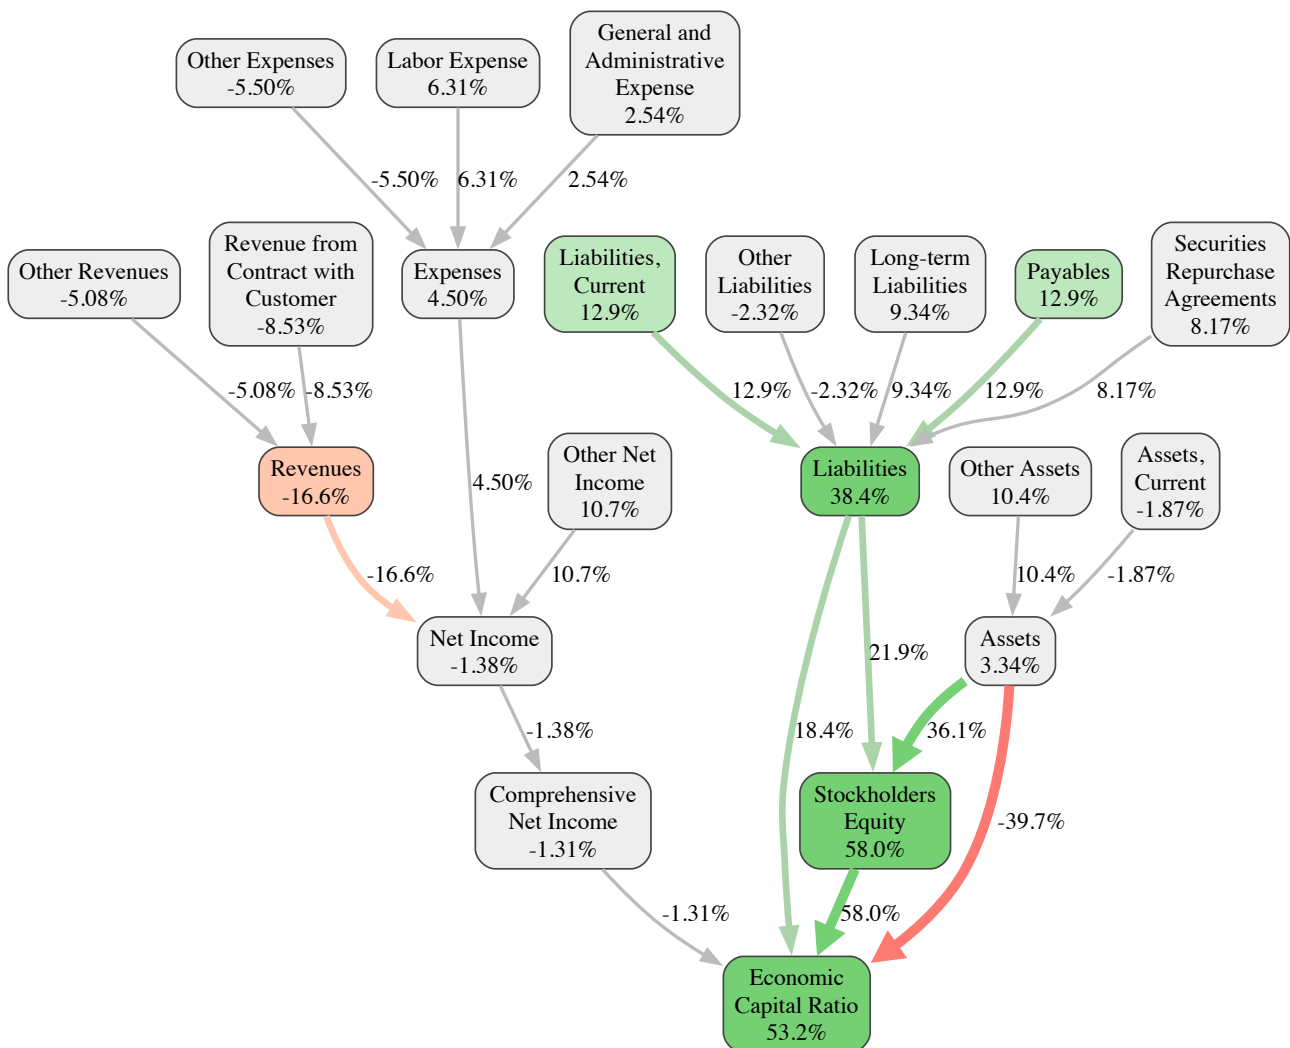 Other Expenses
-5.50%
Labor Expense
6.31%
General and
Administrative
Expense
2.54%
-5.50%
6.31%
2.54%
Other Revenues
-5.08%
Revenue from
Contract with
Customer
-8.53%
Expenses
4.50%
Liabilities,
Current
12.9%
Other
Liabilities
-2.32%
Long-term
Liabilities
9.34%
Payables
12.9%
Securities
Repurchase
Agreements
8.17%
-5.08%
-8.53%
12.9%
-2.32%
9.34%
12.9%
8.17%
Revenues
-16.6%
4.50%
Other Net
Income
10.7%
Liabilities
38.4%
Other Assets
10.4%
Assets,
Current
-1.87%
-16.6%
10.7%
10.4%
-1.87%
Net Income
-1.38%
21.9%
Assets
3.34%
-1.38%
18.4%
36.1%
Comprehensive
Net Income
-1.31%
Stockholders
Equity
58.0%
-39.7%
-1.31%
58.0%
Economic
Capital Ratio
53.2%